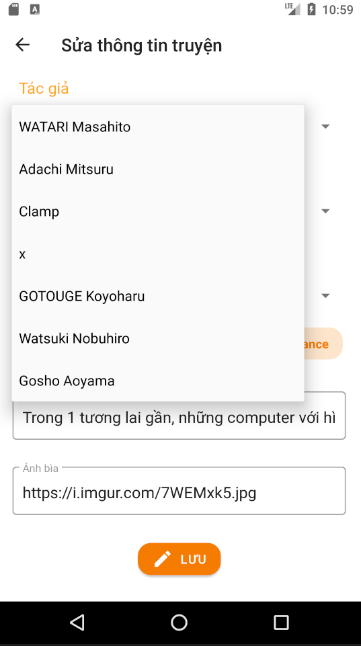 LTE 10:59
Sửa thông tin truyện
Tác giả
WATARI Masahito
Adachi Mitsuru
Clamp
x
GOTOUGE Koyoharu
Watsuki Nobuhiro
Gosho Aoyama
ance
Trong 1 tương lai gần, những computer với hì
Ảnh bìa
https://i.imgur.com/7WEMxk5.jpg
LƯU